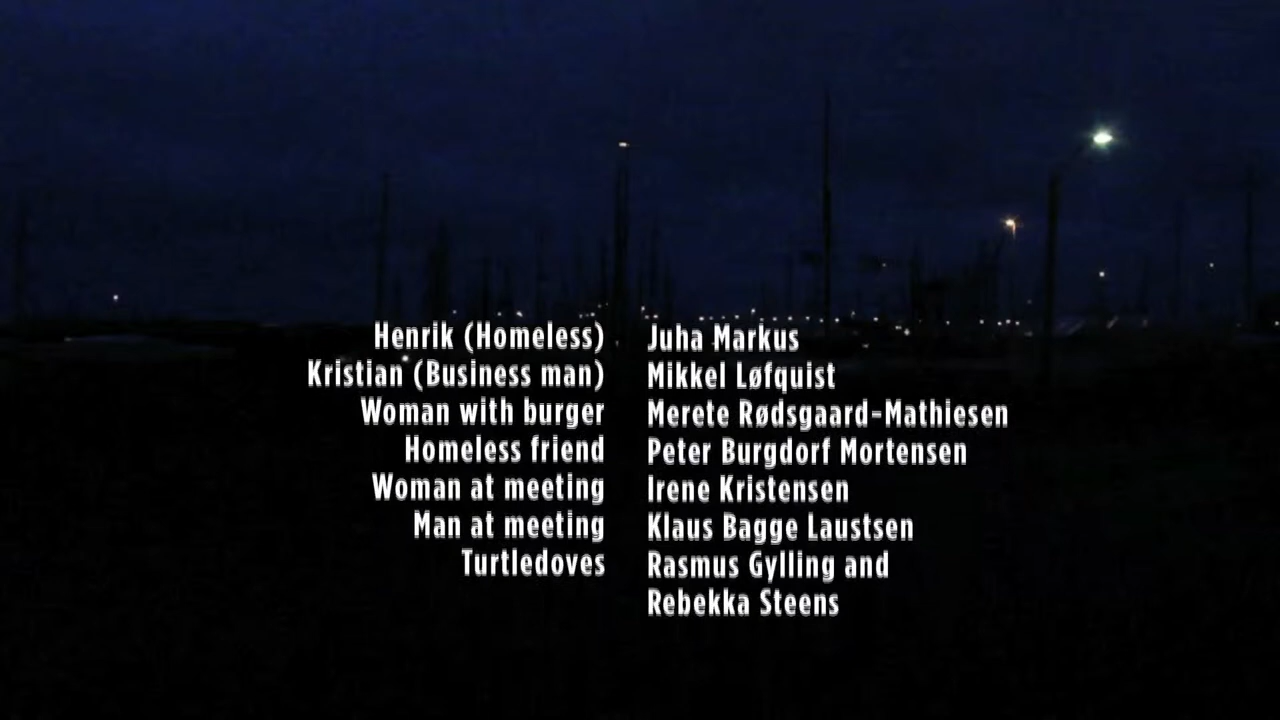 Henrik (Homeless) Juha Markus
Kristian (Business man) Mikkel Løfquist
Woman with burger Merete Rødsgaard-Mathiesen
Homeless friend Peter Burgdorf Mortensen
Woman at meeting Irene Kristensen
Man at meeting Klaus Bagge Laustsen
Turtledoves Rasmus Gylling and
Rebekka Steens